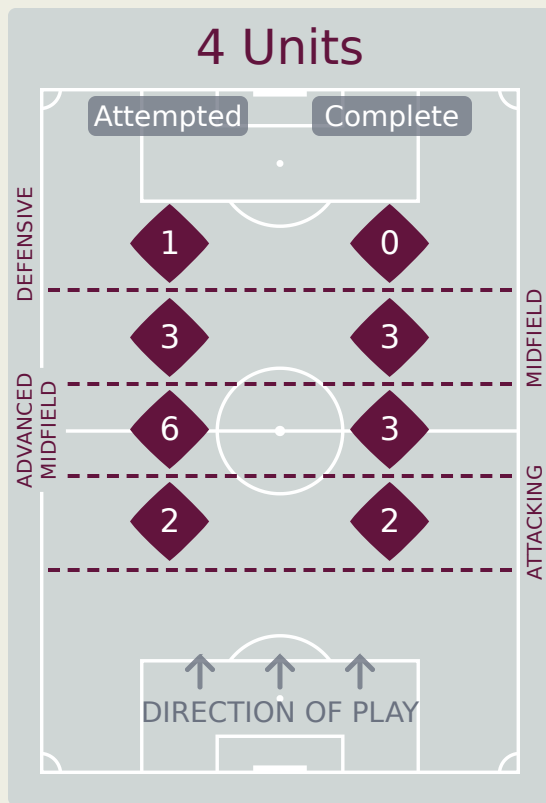 4 Units
Attempted
Complete
DEFENSIVE
1
0
MIDFIELD
3
3
ADVANCED
MIDFIELD
6
3
ATTACKING
2
2
DIRECTION OF PLAY